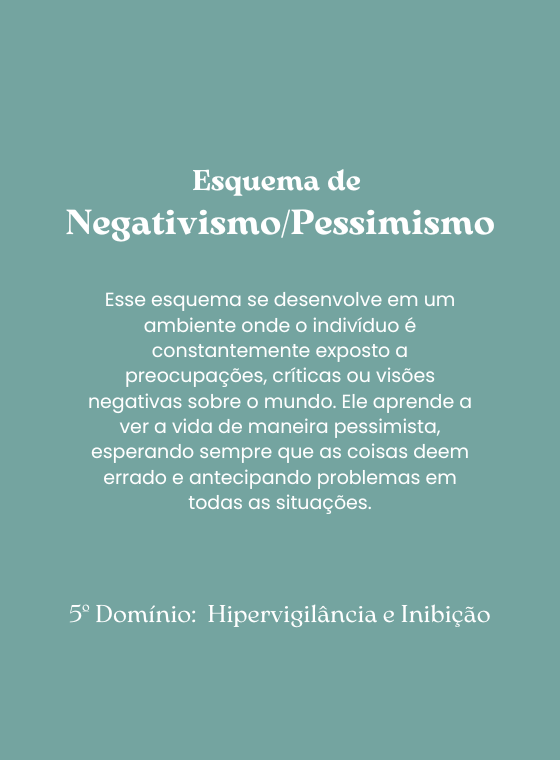 Esquema de
Negativismo/Pessimismo
Esse esquema se desenvolve em um
ambiente onde o indivíduo é
constantemente exposto a
preocupações, críticas ou visões
negativas sobre o mundo. Ele aprende a
ver a vida de maneira pessimista,
esperando sempre que as coisas deem
errado e antecipando problemas em
todas as situações.
5º Domínio: Hipervigilância e Inibição